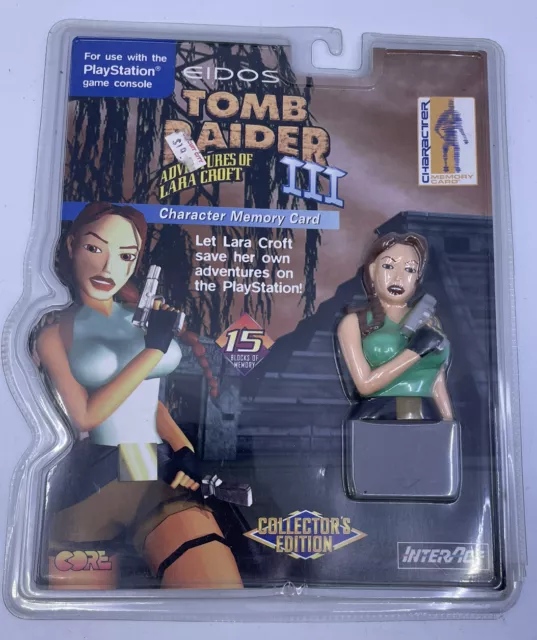 For use with the
PlayStation®
game console
EIDOS
TOMB
RAIDER
III
ADVENTURES OF
LARA CROFT
Character Memory Card
Let Lara Croft
save her own
adventures on
the PlayStation!
15
BLOCKS OF
MEMORY
CHARACTER
MEMORY
CARD
COLLECTOR'S
EDITION
CORE
INTERACT